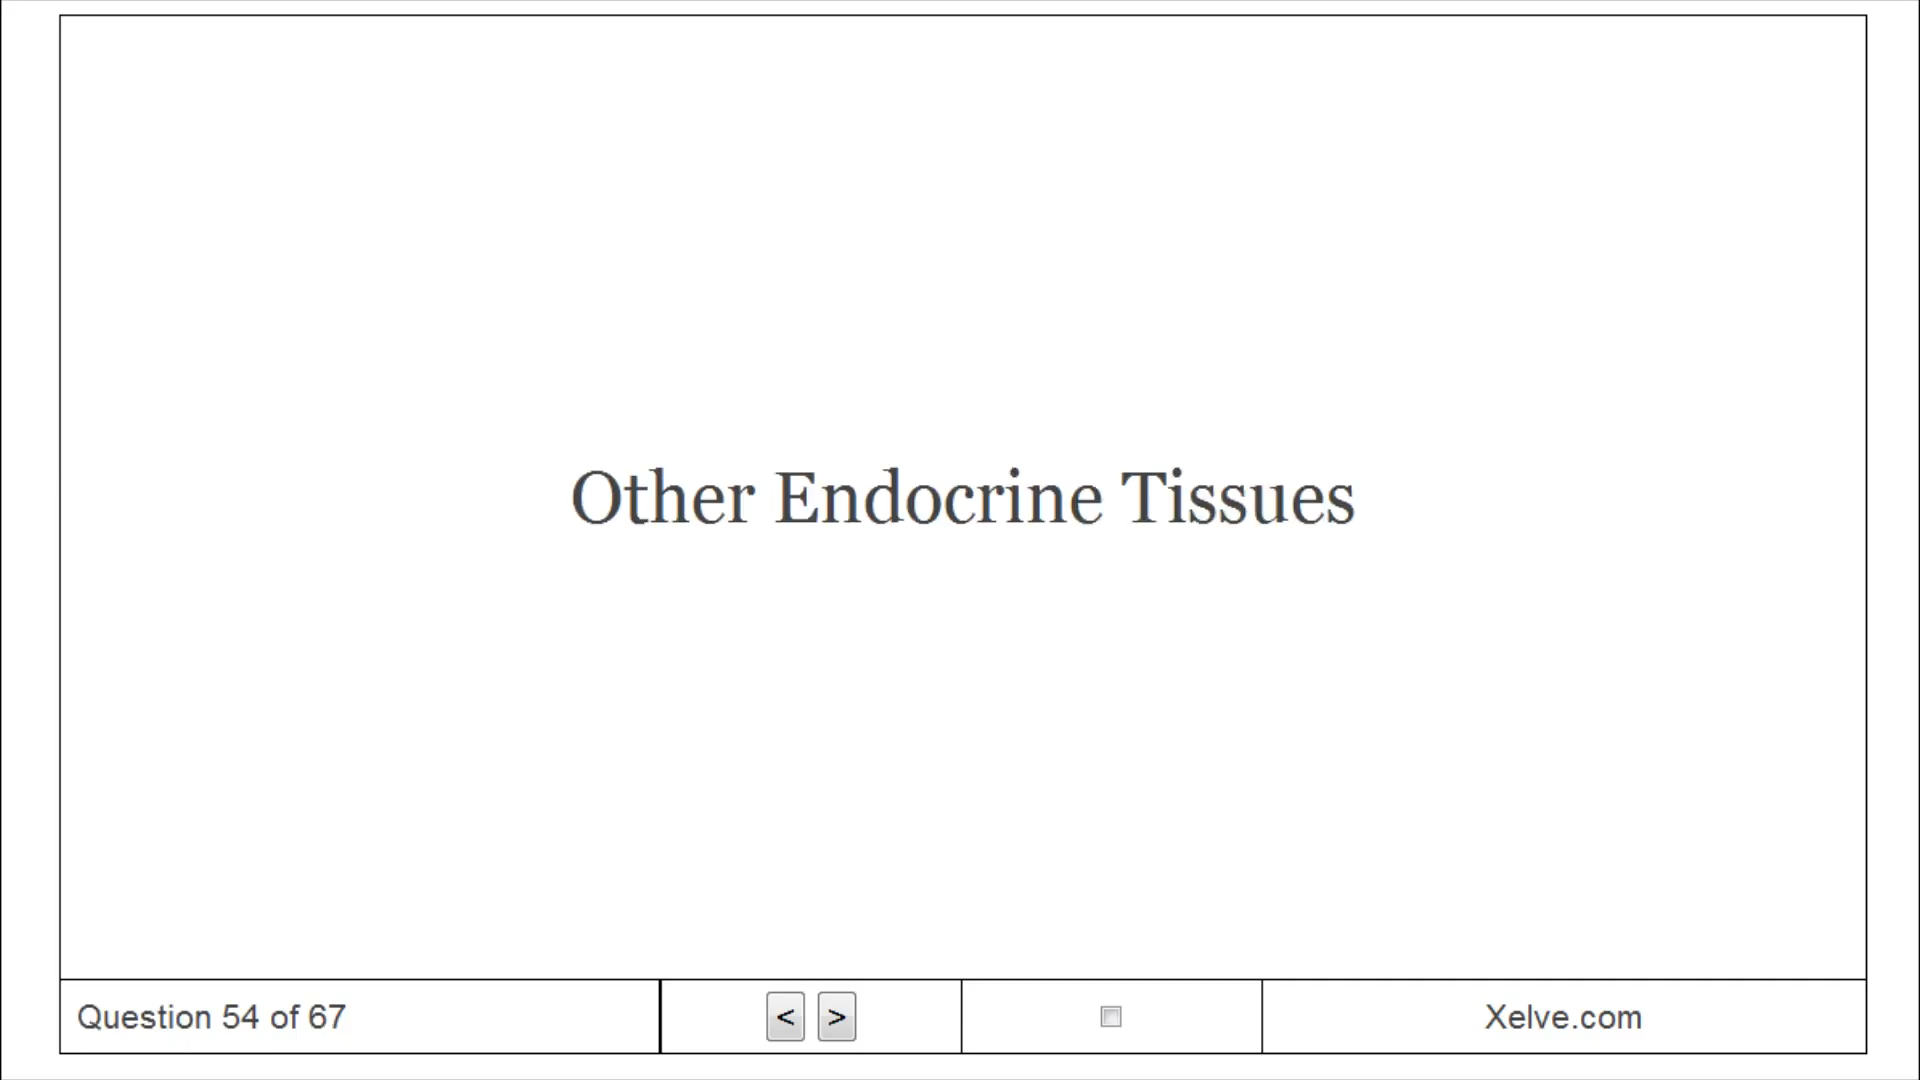 Other Endocrine Tissues
Question 54 of 67
< >
Xelve.com